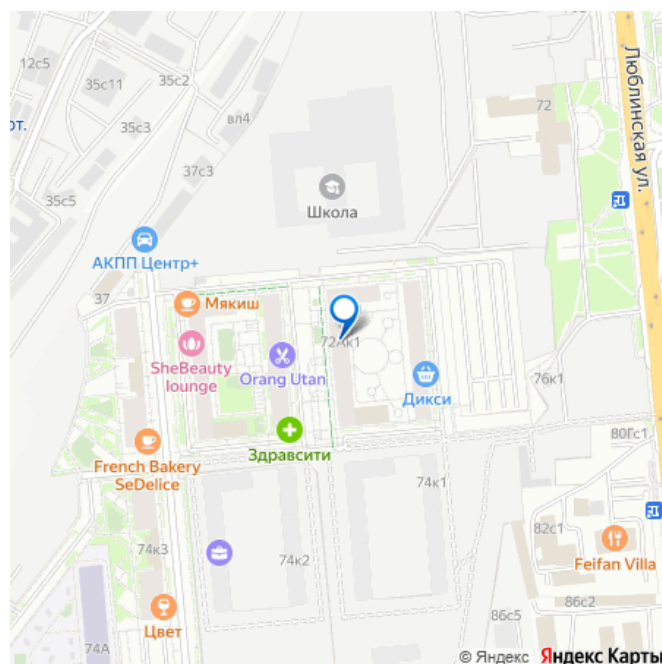 76с
12с5
35с2
35с11
вл4
72
Люблинская ул.
от.
35с3
37с3
35с5
Школа
АКПП Центр+
37
Мякиш
72Ак1
SheBeauty
lounge
Orang Utan
Дикси
76к1
Здравсити
80Гс1
French Bakery
SeDelice
74к1
82с1
74к3
74к2
Feifan Villa
86с2
86с5
Цвет
74А
© Яндекс Яндекс Карты